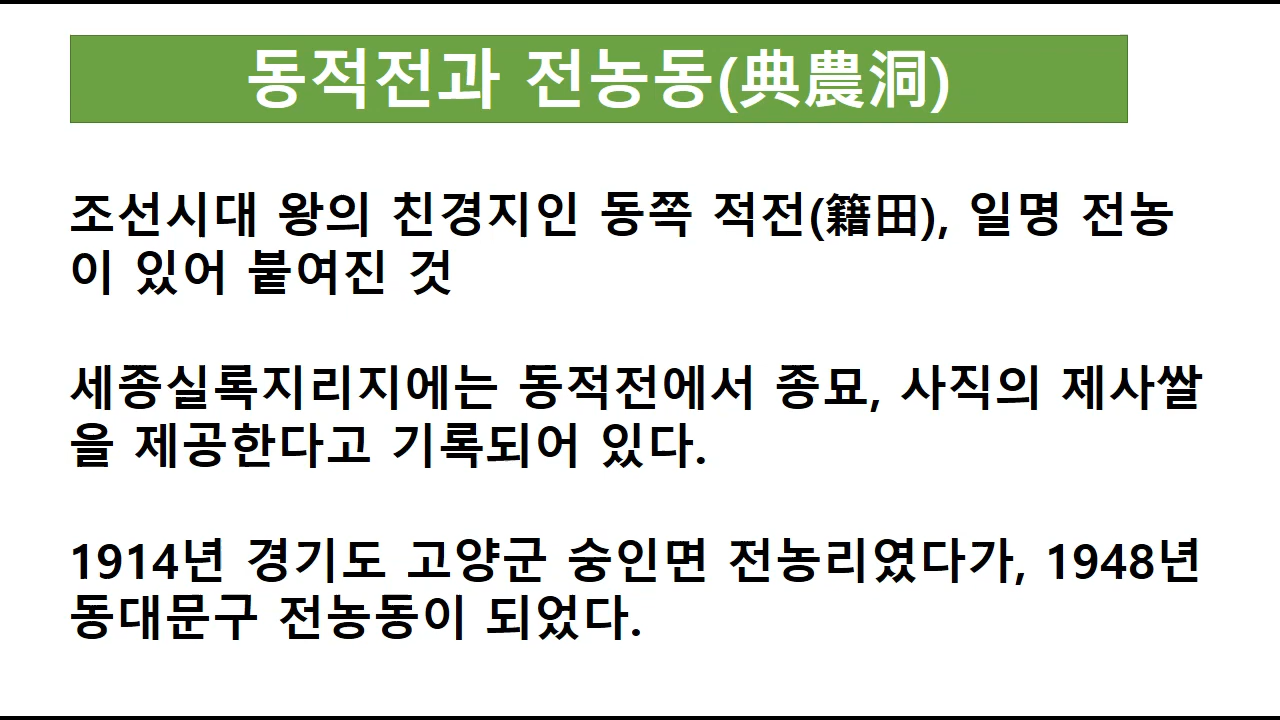 동적전과 전농동(典農洞)
조선시대 왕의 친경지인 동쪽 적전(籍田), 일명 전농
이 있어 붙여진 것
세종실록지리지에는 동적전에서 종묘, 사직의 제사쌀
을 제공한다고 기록되어 있다.
1914년 경기도 고양군 숭인면 전농리였다가, 1948년
동대문구 전농동이 되었다.